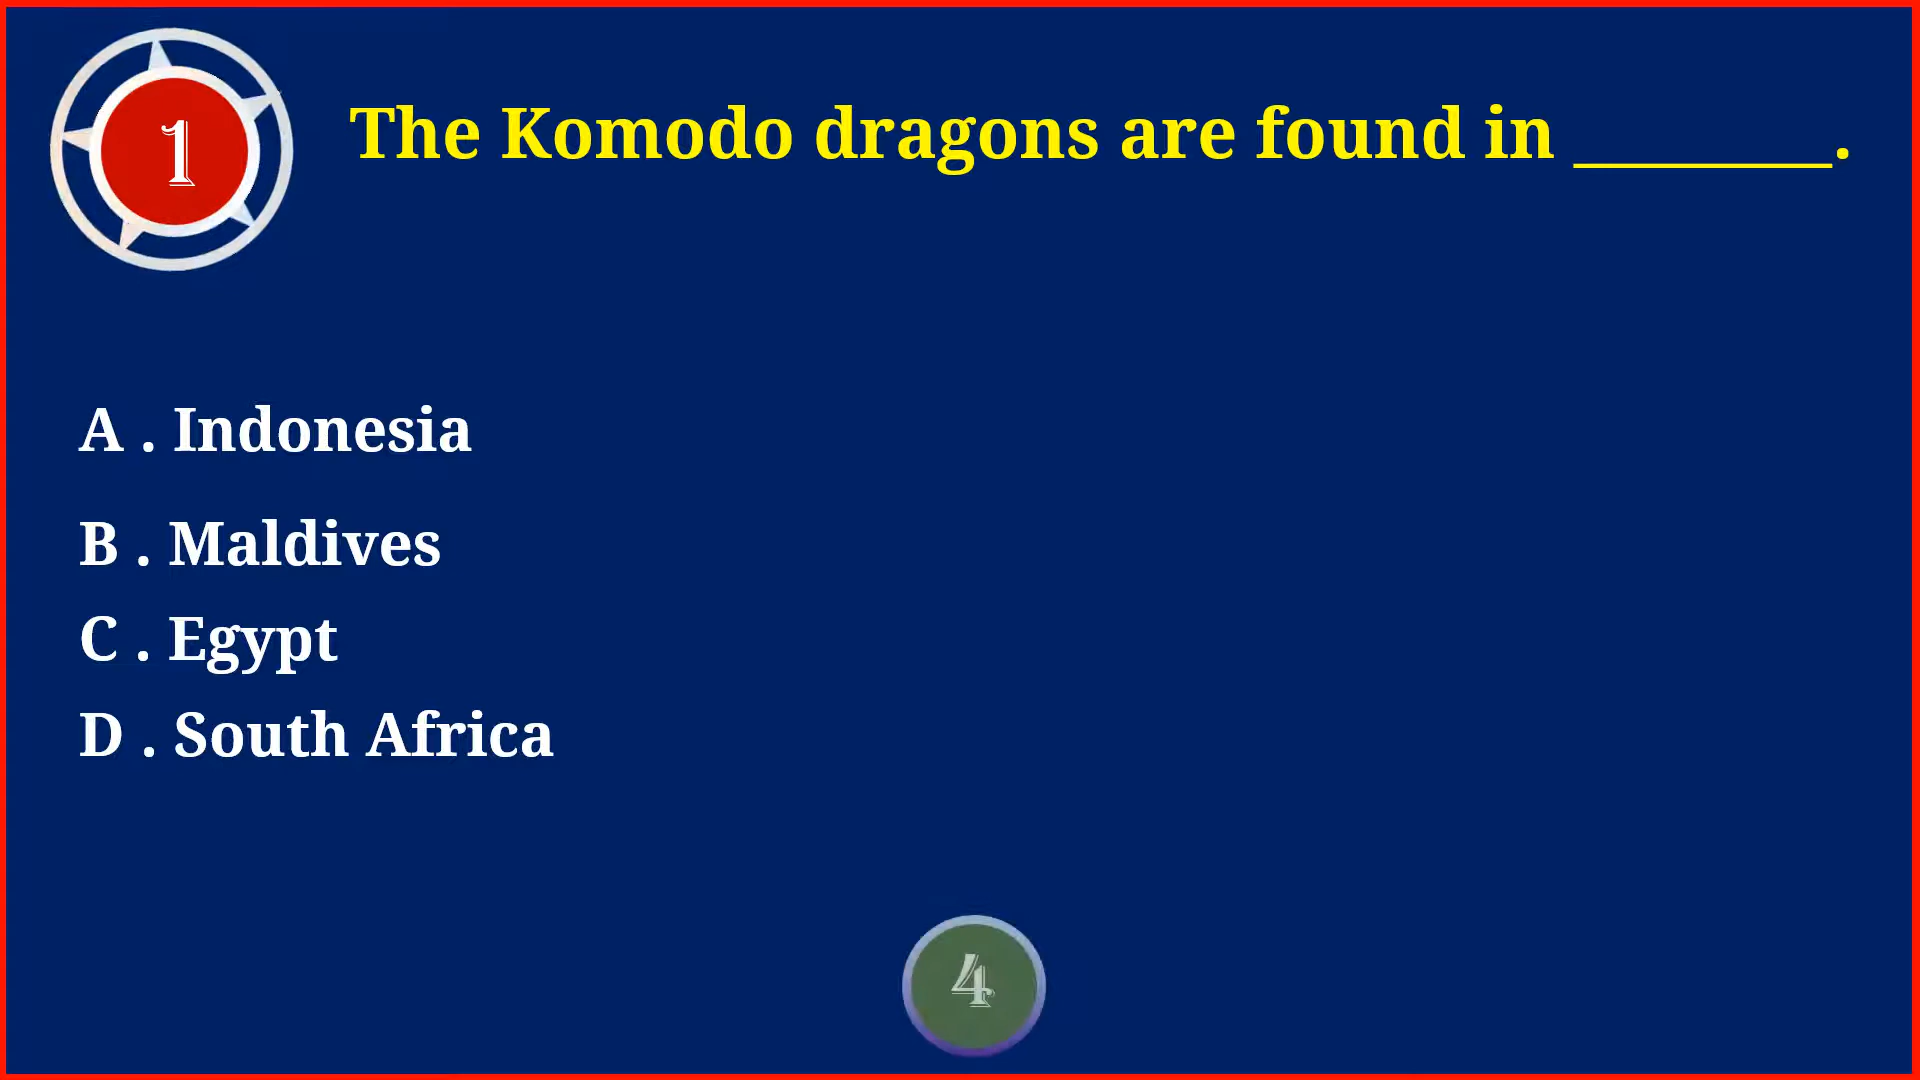 1
The Komodo dragons are found in ________.
A . Indonesia
B . Maldives
C . Egypt
D . South Africa
4